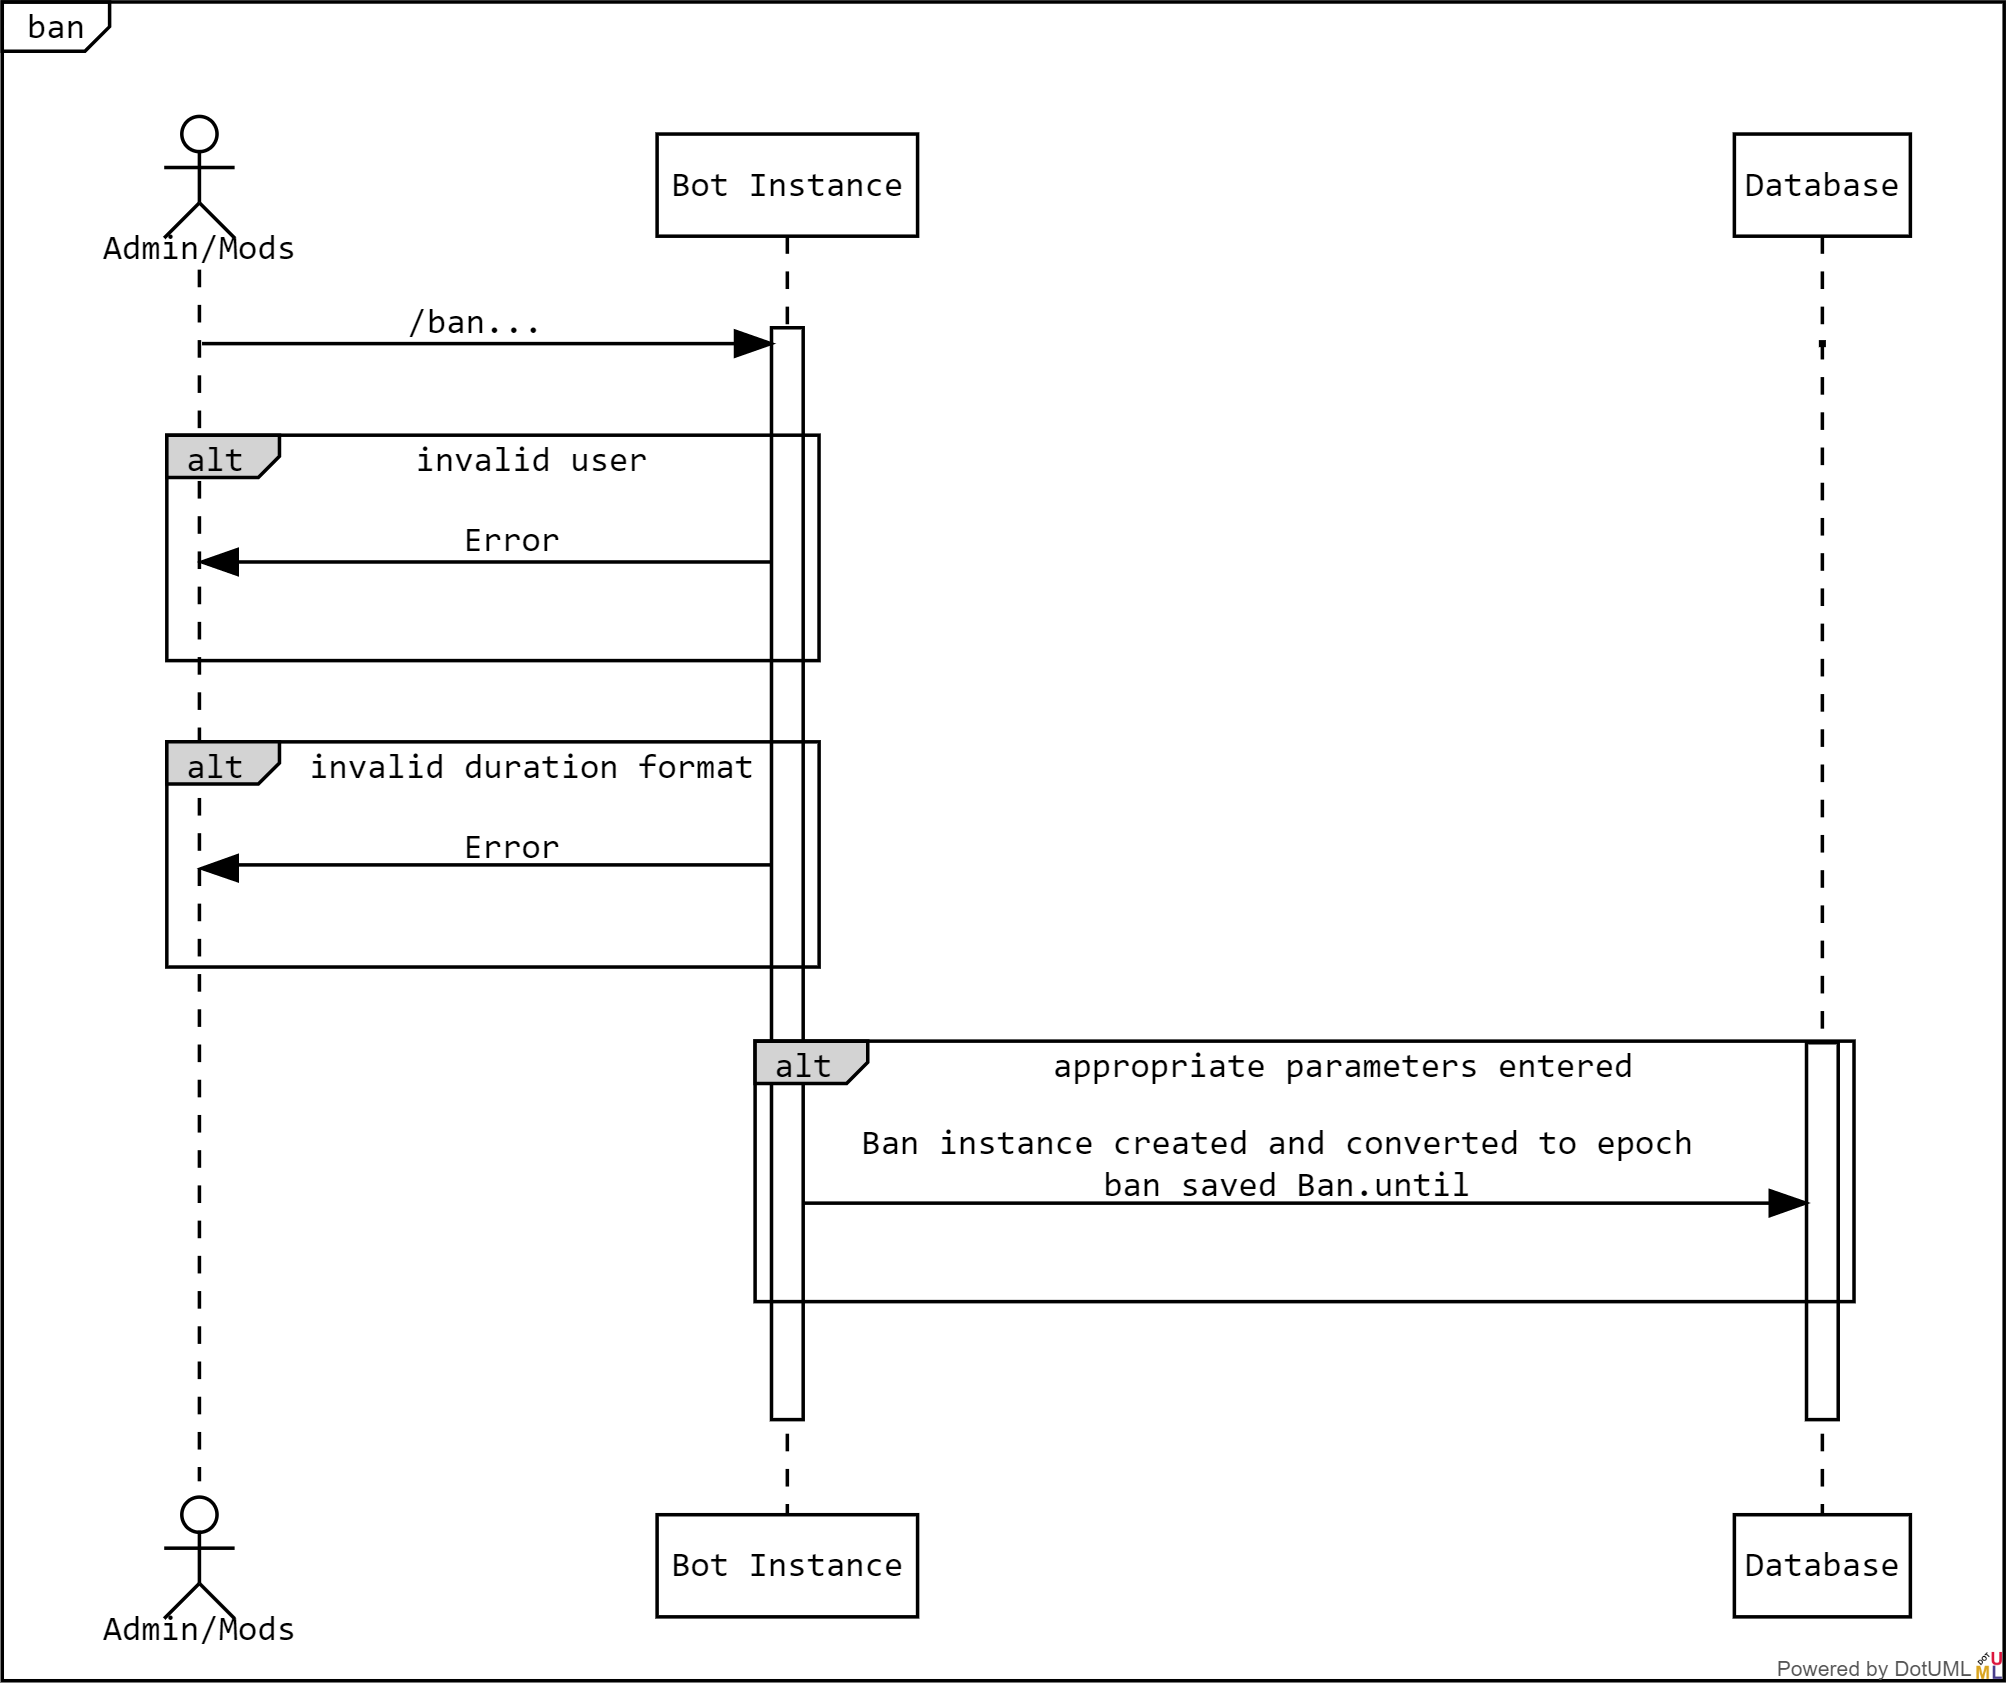 ban
Admin/Mods
Bot Instance
Database
/ban...
alt
invalid user
Error
alt
invalid duration format
Error
alt
appropriate parameters entered
Ban instance created and converted to epoch
ban saved Ban.until
Admin/Mods
Bot Instance
Database
Powered by DotUML
DOT
U
M
L